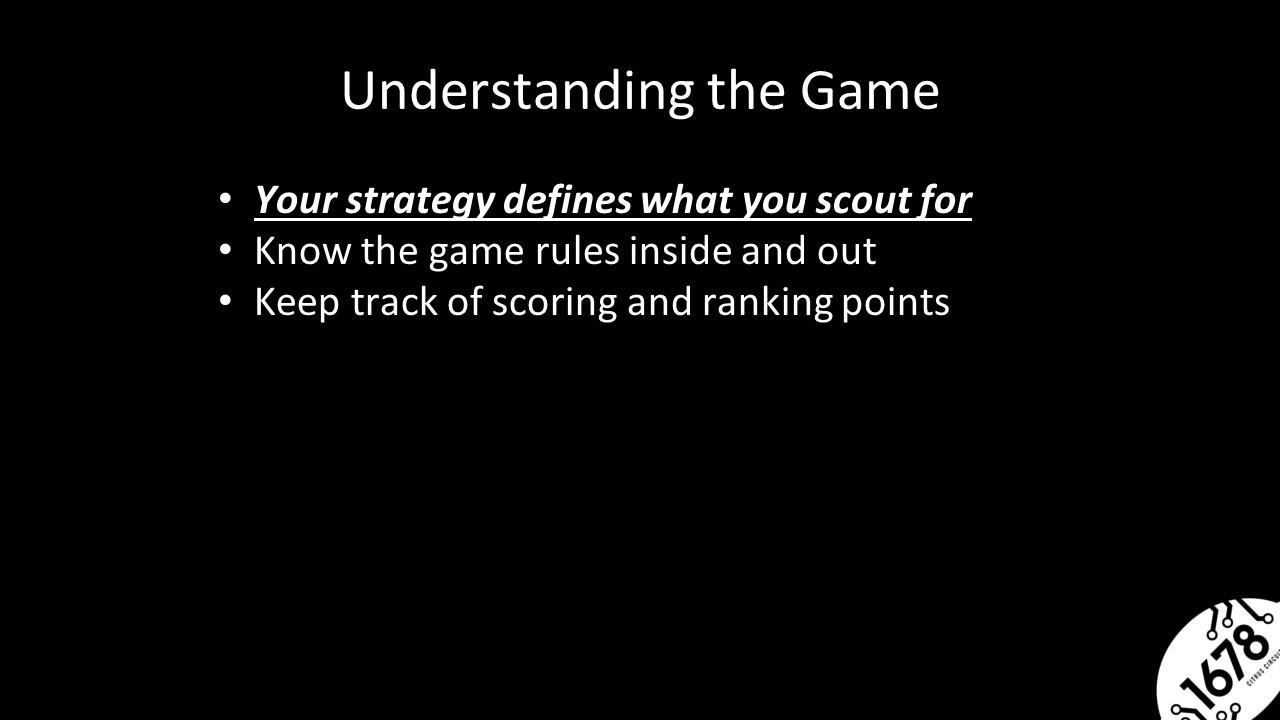 Understanding the Game
• Your strategy defines what you scout for
• Know the game rules inside and out
• Keep track of scoring and ranking points
1678
CITRUS